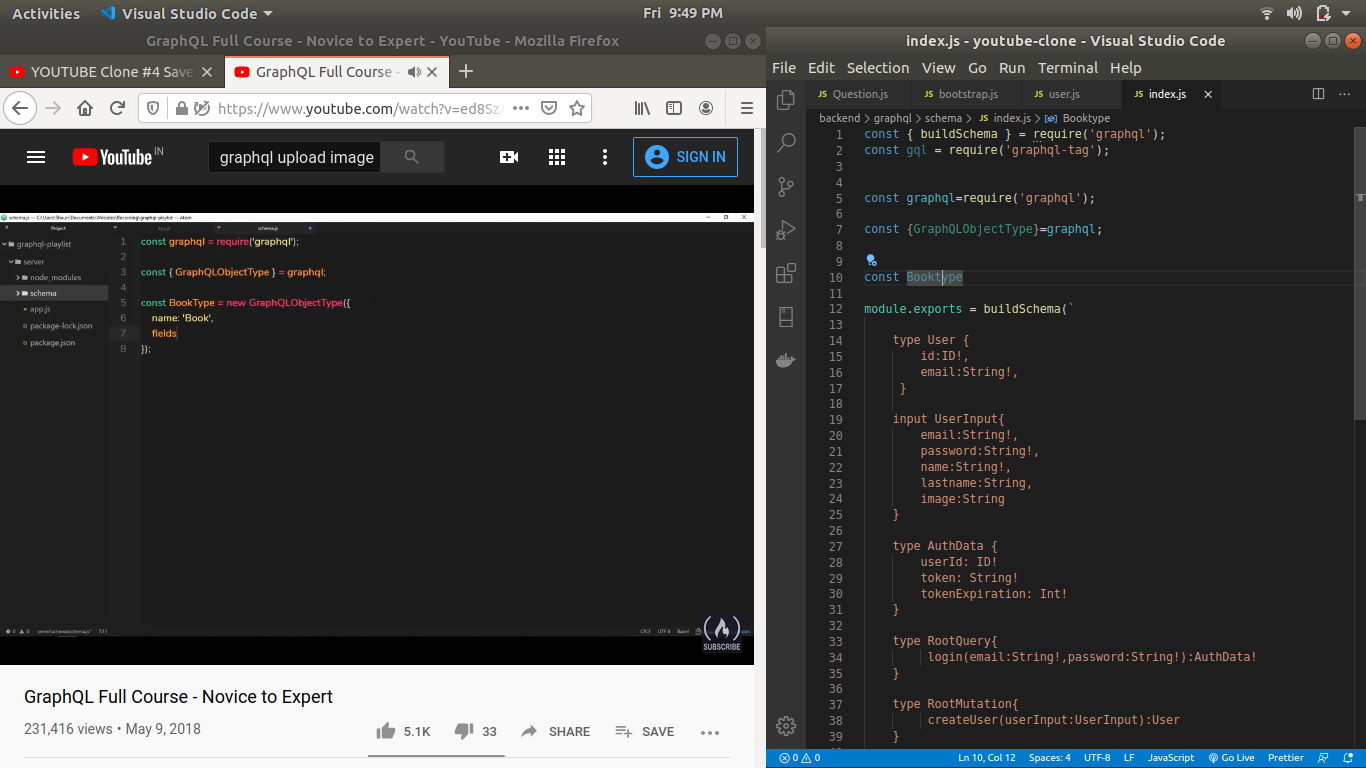 Activities Visual Studio Code Fri 9:49 PM
GraphQL Full Course - Novice to Expert - YouTube - Mozilla Firefox
YOUTUBE Clone #4 Save
GraphQL Full Course -
https://www.youtube.com/watch?v=ed8SzA
YouTube IN
graphql upload image
SIGN IN
schema.js — C:\Users\Shaun\Documents\Websites\Recording\graphql-playlist — Atom
Project
app.js
schema.js
graphql-playlist
server
node_modules
schema
app.js
package-lock.json
package.json
1 const graphql = require('graphql');
2
3 const { GraphQLObjectType } = graphql;
4
5 const BookType = new GraphQLObjectType({
6 name: 'Book',
7 fields
8 });
0 0 server\schema\schema.js* 7:11
CRLF UTF-8 Babel
SUBSCRIBE
GraphQL Full Course - Novice to Expert
231,416 views • May 9, 2018
5.1K 33 SHARE SAVE
index.js - youtube-clone - Visual Studio Code
File Edit Selection View Go Run Terminal Help
JS Question.js JS bootstrap.js JS user.js JS index.js
backend > graphql > schema > JS index.js > Booktype
1 const { buildSchema } = require('graphql');
2 const gql = require('graphql-tag');
3
4
5 const graphql=require('graphql');
6
7 const {GraphQLObjectType}=graphql;
8
9
10 const Booktype
11
12 module.exports = buildSchema(`
13
14 type User {
15 id:ID!,
16 email:String!,
17 }
18
19 input UserInput{
20 email:String!,
21 password:String!,
22 name:String!,
23 lastname:String,
24 image:String
25 }
26
27 type AuthData {
28 userId: ID!
29 token: String!
30 tokenExpiration: Int!
31 }
32
33 type RootQuery{
34 login(email:String!,password:String!):AuthData!
35 }
36
37 type RootMutation{
38 createUser(userInput:UserInput):User
39 }
0 0 Ln 10, Col 12 Spaces: 4 UTF-8 LF JavaScript Go Live Prettier